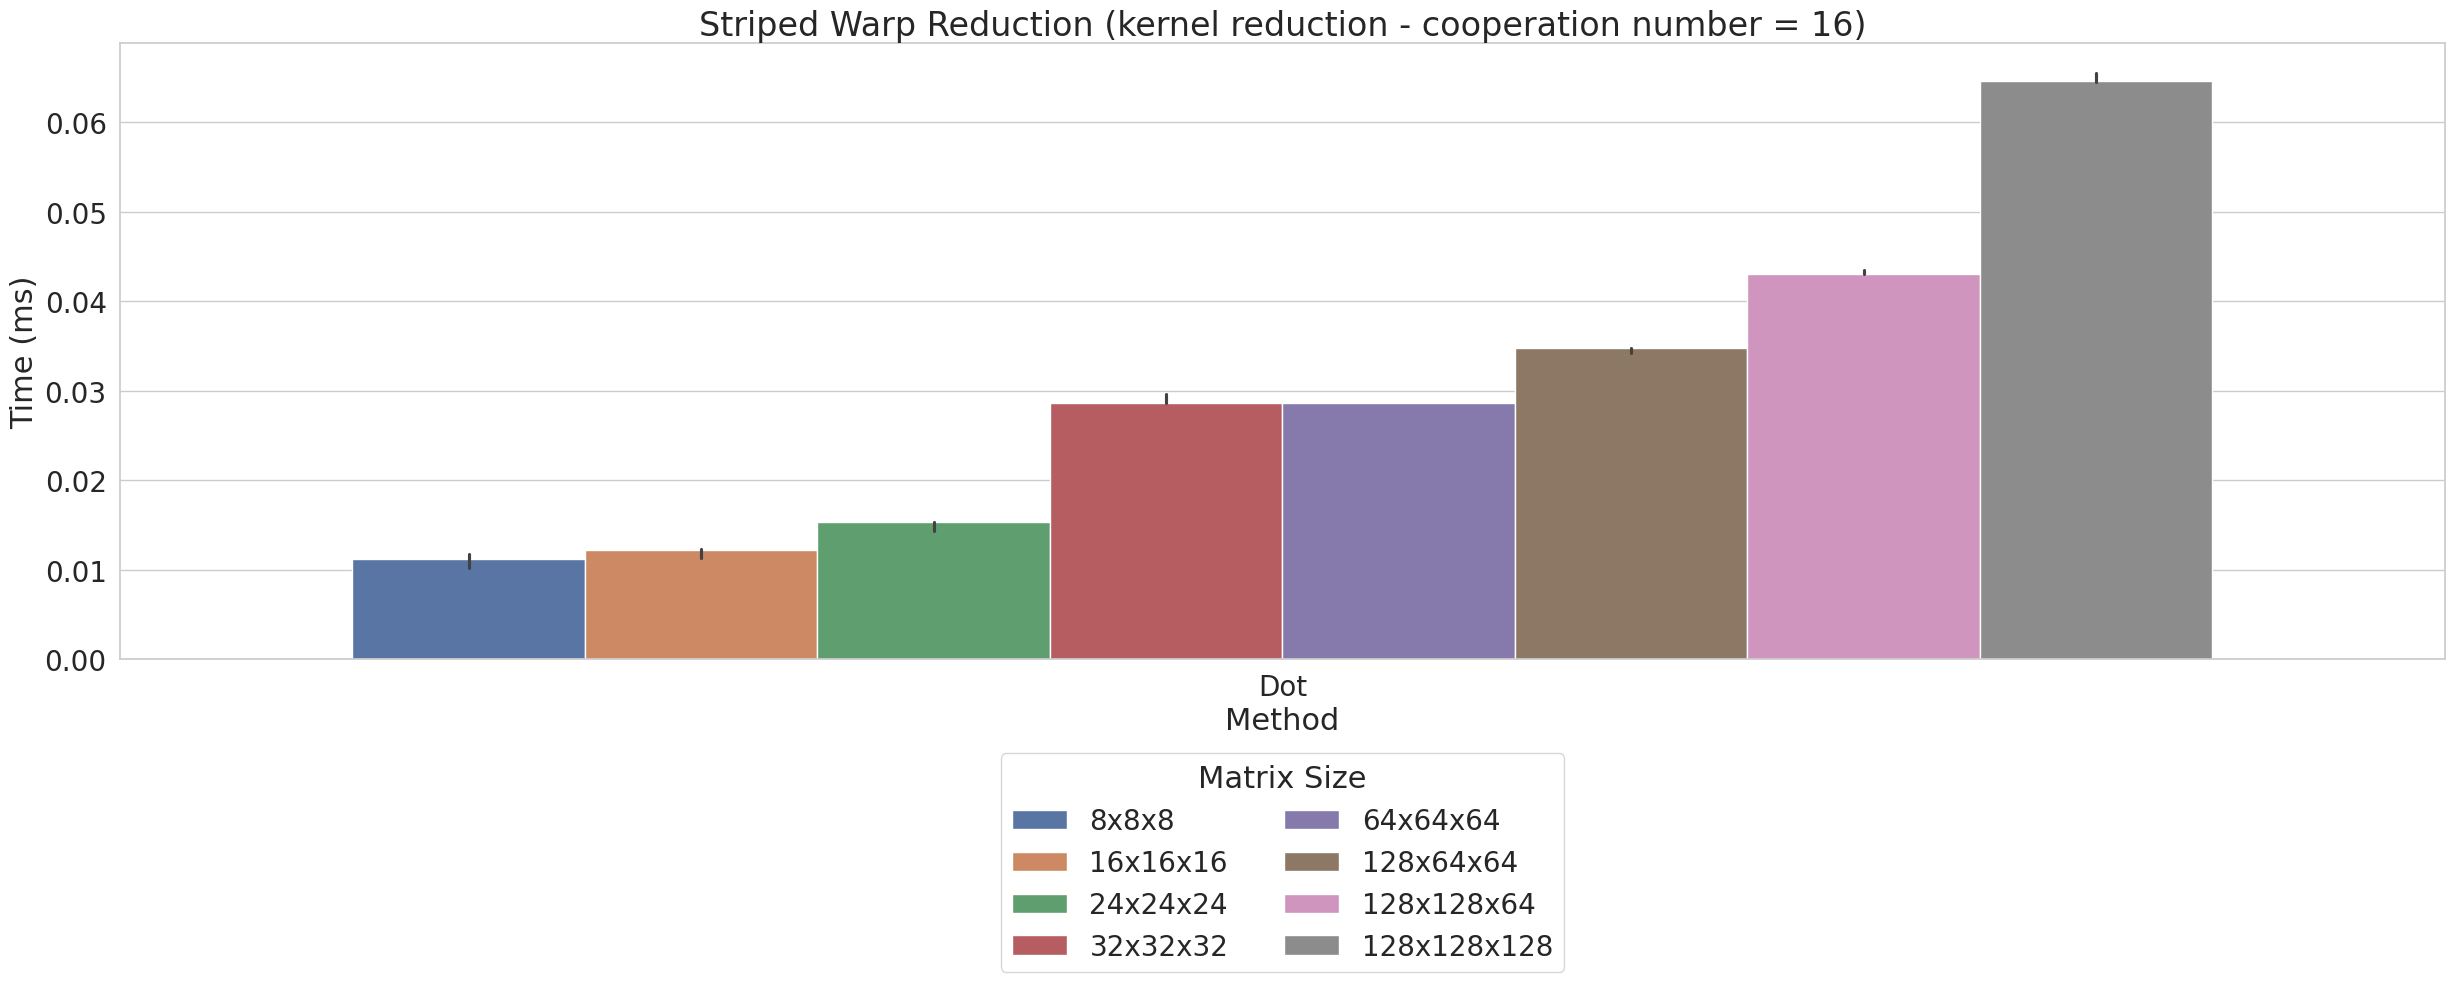 Striped Warp Reduction (kernel reduction - cooperation number = 16)
Time (ms)
0.06
0.05
0.04
0.03
0.02
0.01
0.00
Dot
Method
Matrix Size
8x8x8
16x16x16
24x24x24
32x32x32
64x64x64
128x64x64
128x128x64
128x128x128